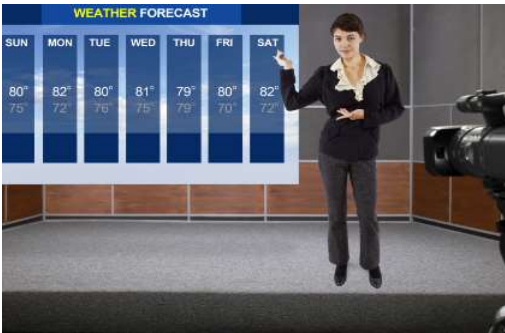 WEATHER FORECAST
SUN MON TUE WED THU FRI SAT
80° 82° 80° 81° 79° 80° 82°
75° 72° 76° 75° 79° 70° 72°